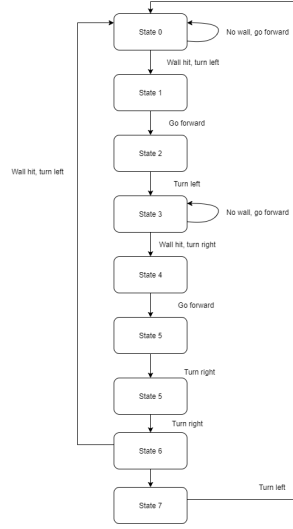 State 0
No wall, go forward
Wall hit, turn left
State 1
Go forward
State 2
Wall hit, turn left
Turn left
State 3
No wall, go forward
Wall hit, turn right
State 4
Go forward
State 5
Turn right
State 5
Turn right
State 6
Turn left
State 7